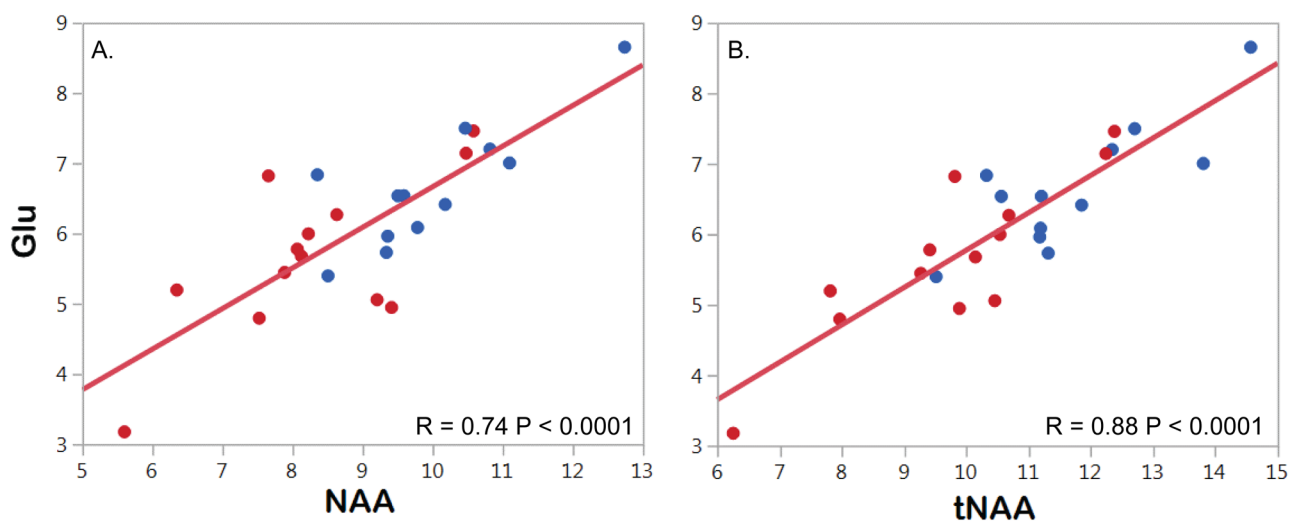 A.
Glu
9
8
7
6
5
4
3
R = 0.74 P < 0.0001
5 6 7 8 9 10 11 12 13
NAA
B.
9
8
7
6
5
4
3
R = 0.88 P < 0.0001
6 7 8 9 10 11 12 13 14 15
tNAA